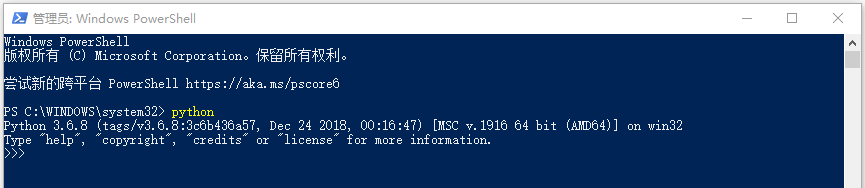 管理员: Windows PowerShell
Windows PowerShell
版权所有 (C) Microsoft Corporation。保留所有权利。
尝试新的跨平台 PowerShell https://aka.ms/pscore6
PS C:\WINDOWS\system32> python
Python 3.6.8 (tags/v3.6.8:3c6b436a57, Dec 24 2018, 00:16:47) [MSC v.1916 64 bit (AMD64)] on win32
Type "help", "copyright", "credits" or "license" for more information.
>>>